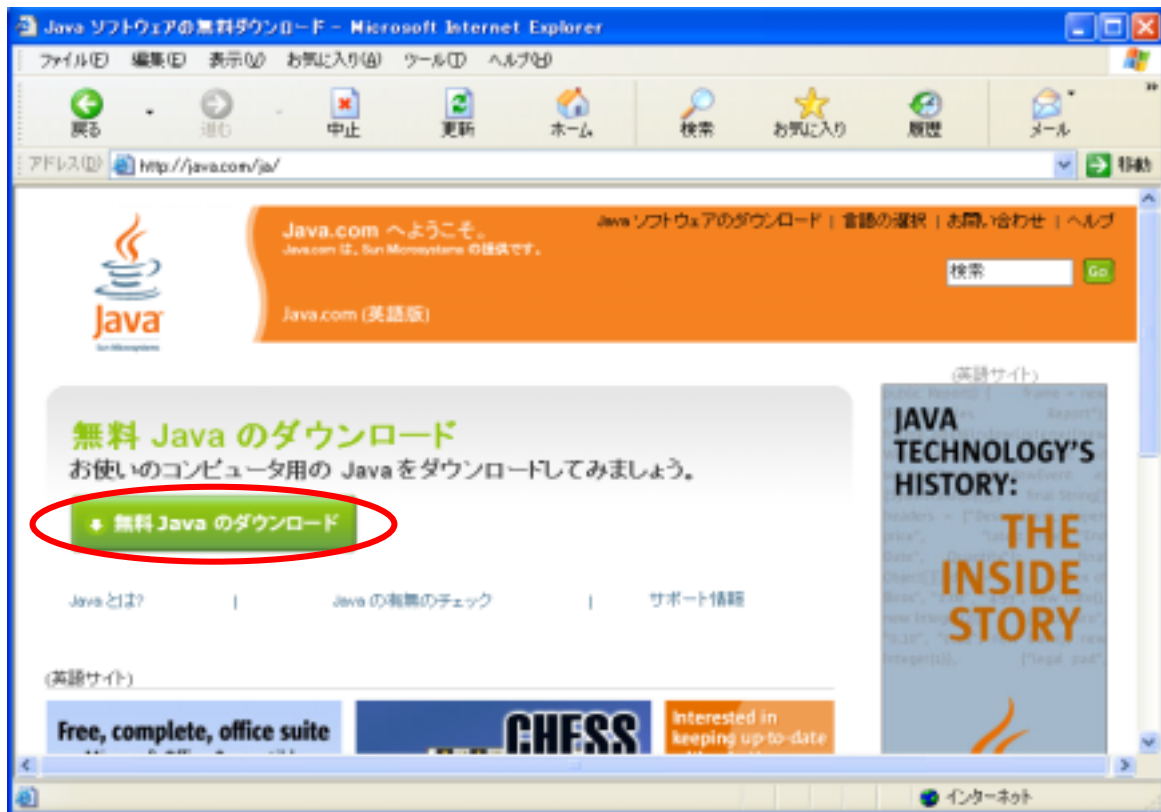 Java ソフトウェアの無料ダウンロード - Microsoft Internet Explorer
ファイル(F) 編集(E) 表示(V) お気に入り(A) ツール(T) ヘルプ(H)
戻る 進む 中止 更新 ホーム 検索 お気に入り 履歴 メール
アドレス(D) http://java.com/ja/ 移動
Java ソフトウェアのダウンロード | 言語の選択 | お問い合わせ | ヘルプ
Java.com へようこそ。
Java.com は、Sun Microsystems の提供です。
検索 Go
Java.com (英語版)
Java
Sun Microsystems
(英語サイト)
無料 Java のダウンロード
お使いのコンピュータ用の Java をダウンロードしてみましょう。
無料 Java のダウンロード
Java とは? | Java の有無のチェック | サポート情報
JAVA
TECHNOLOGY'S
HISTORY:
THE
INSIDE
STORY
(英語サイト)
Free, complete, office suite
CHESS
Interested in
keeping up-to-date
インターネット